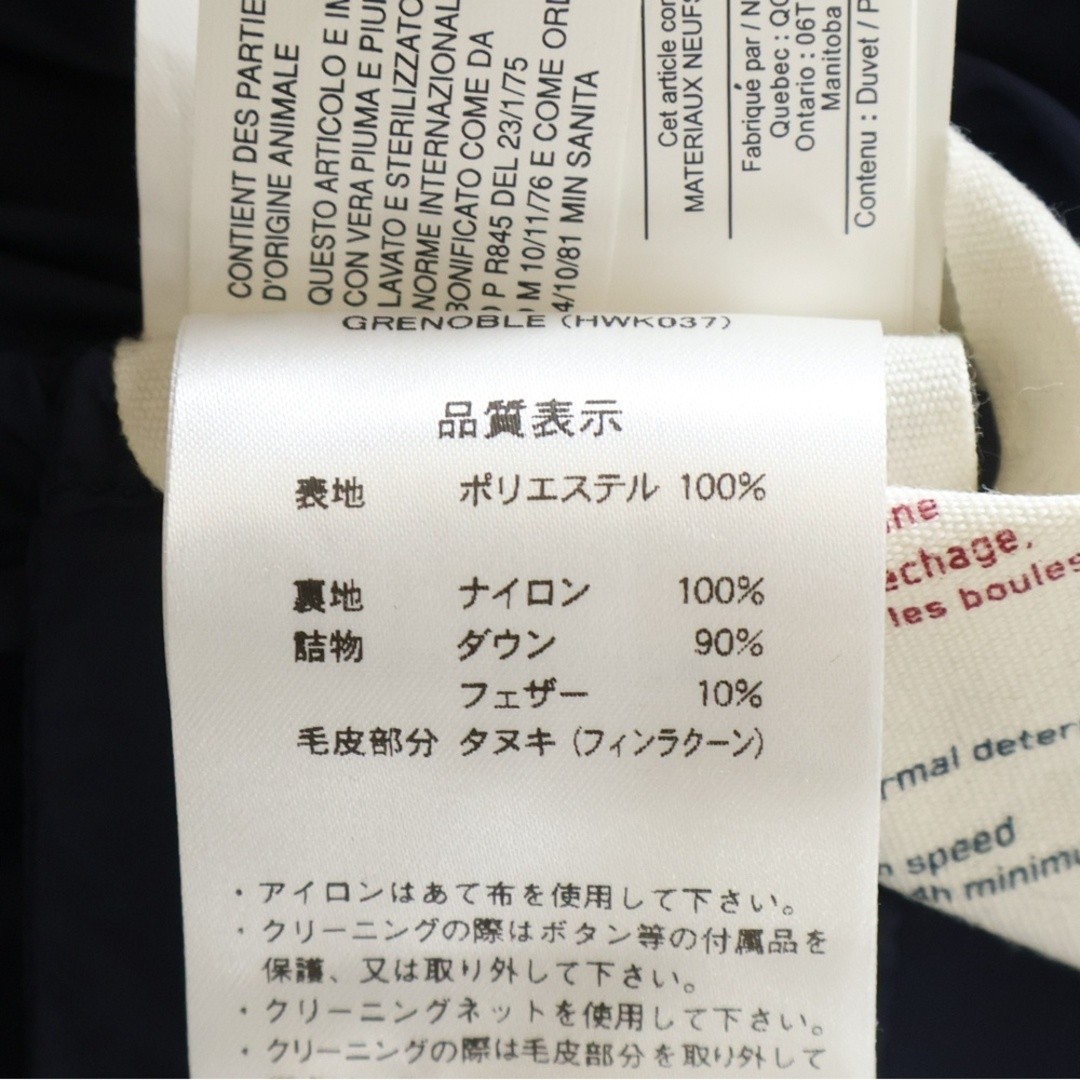 CONTIENT DES PARTIE
D'ORIGINE ANIMALE
QUESTO ARTICOLO E IM
CON VERA PIUMA E PIUM
LAVATO E STERILIZZATO
NORME INTERNAZIONAL
BONIFICATO COME DA
P R845 DEL 23/1/75
M 10/11/76 E COME ORD
4/10/81 MIN SANITA
Cet article con
MATERIAUX NEUFS
Fabriqué par / N
Quebec : QC
Ontario : 06T
Manitoba
Contenu : Duvet / P
GRENOBLE (HWK037)
品質表示
表地 ポリエステル 100%
裏地 ナイロン 100%
詰物 ダウン 90%
フェザー 10%
毛皮部分 タヌキ (フィンラクーン)
・アイロンはあて布を使用して下さい。
・クリーニングの際はボタン等の付属品を
保護、又は取り外して下さい。
・クリーニングネットを使用して下さい。
・クリーニングの際は毛皮部分を取り外して
ne
echage.
les boules
rmal deter
speed
minimu